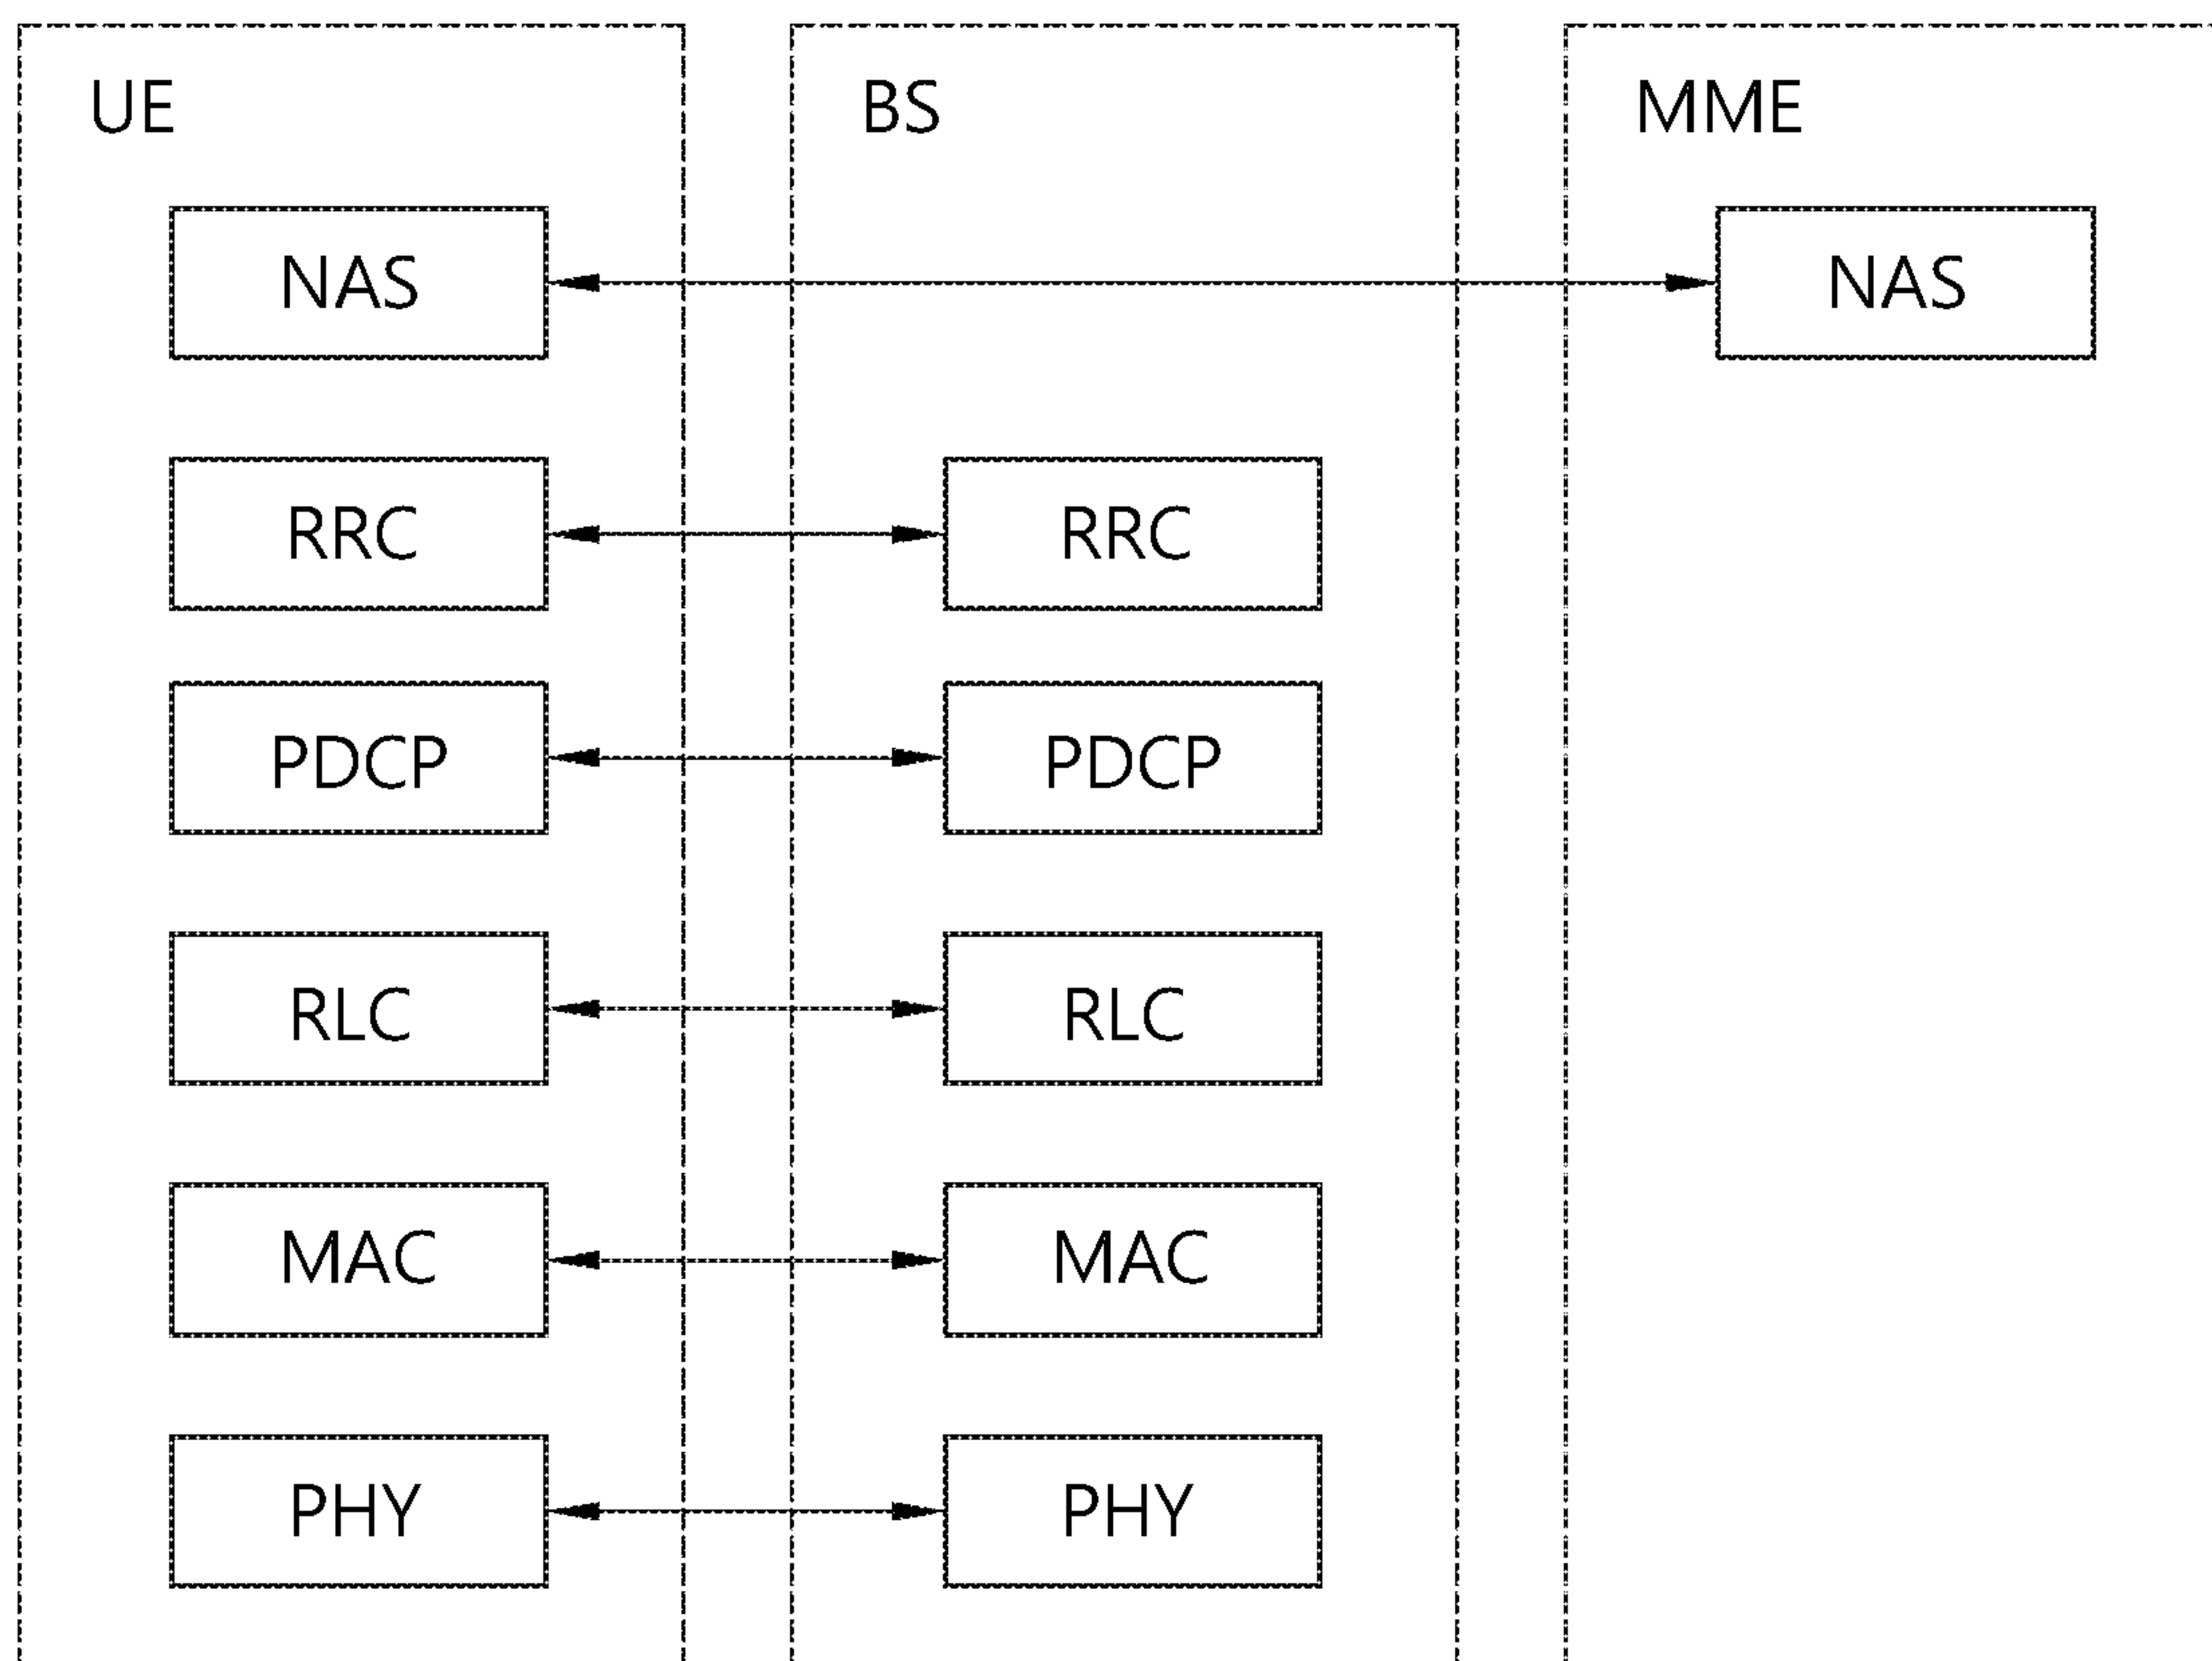 UE BS MME
NAS NAS
RRC RRC
PDCP PDCP
RLC RLC
MAC MAC
PHY PHY